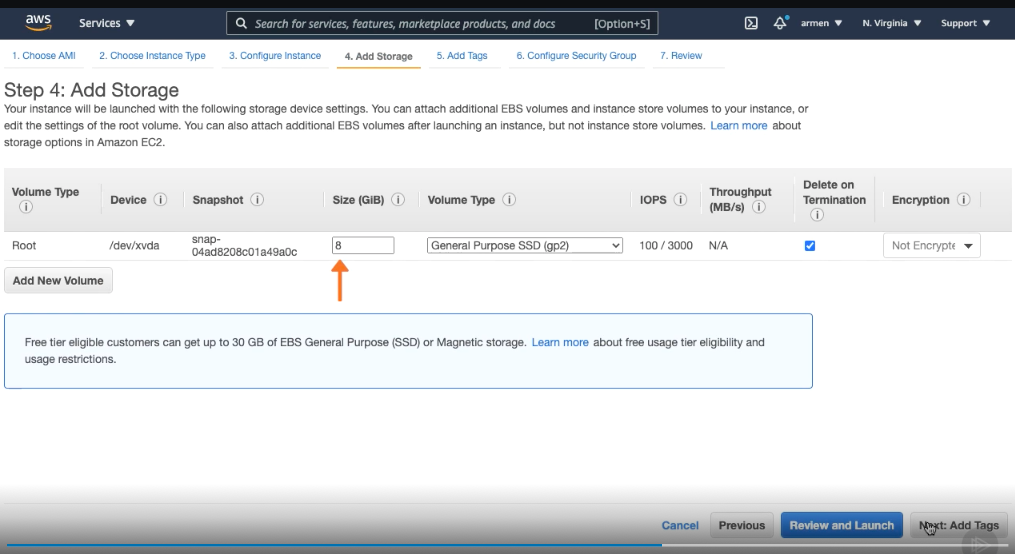 aws
Services
Search for services, features, marketplace products, and docs [Option+S]
armen
N. Virginia
Support
1. Choose AMI
2. Choose Instance Type
3. Configure Instance
4. Add Storage
5. Add Tags
6. Configure Security Group
7. Review
Step 4: Add Storage
Your instance will be launched with the following storage device settings. You can attach additional EBS volumes and instance store volumes to your instance, or
edit the settings of the root volume. You can also attach additional EBS volumes after launching an instance, but not instance store volumes. Learn more about
storage options in Amazon EC2.
Volume Type
Device
Snapshot
Size (GiB)
Volume Type
IOPS
Throughput
(MB/s)
Delete on
Termination
Encryption
Root
/dev/xvda
snap-
04ad8208c01a49a0c
8
General Purpose SSD (gp2)
100 / 3000
N/A
Not Encrypte
Add New Volume
Free tier eligible customers can get up to 30 GB of EBS General Purpose (SSD) or Magnetic storage. Learn more about free usage tier eligibility and
usage restrictions.
Cancel
Previous
Review and Launch
Next: Add Tags